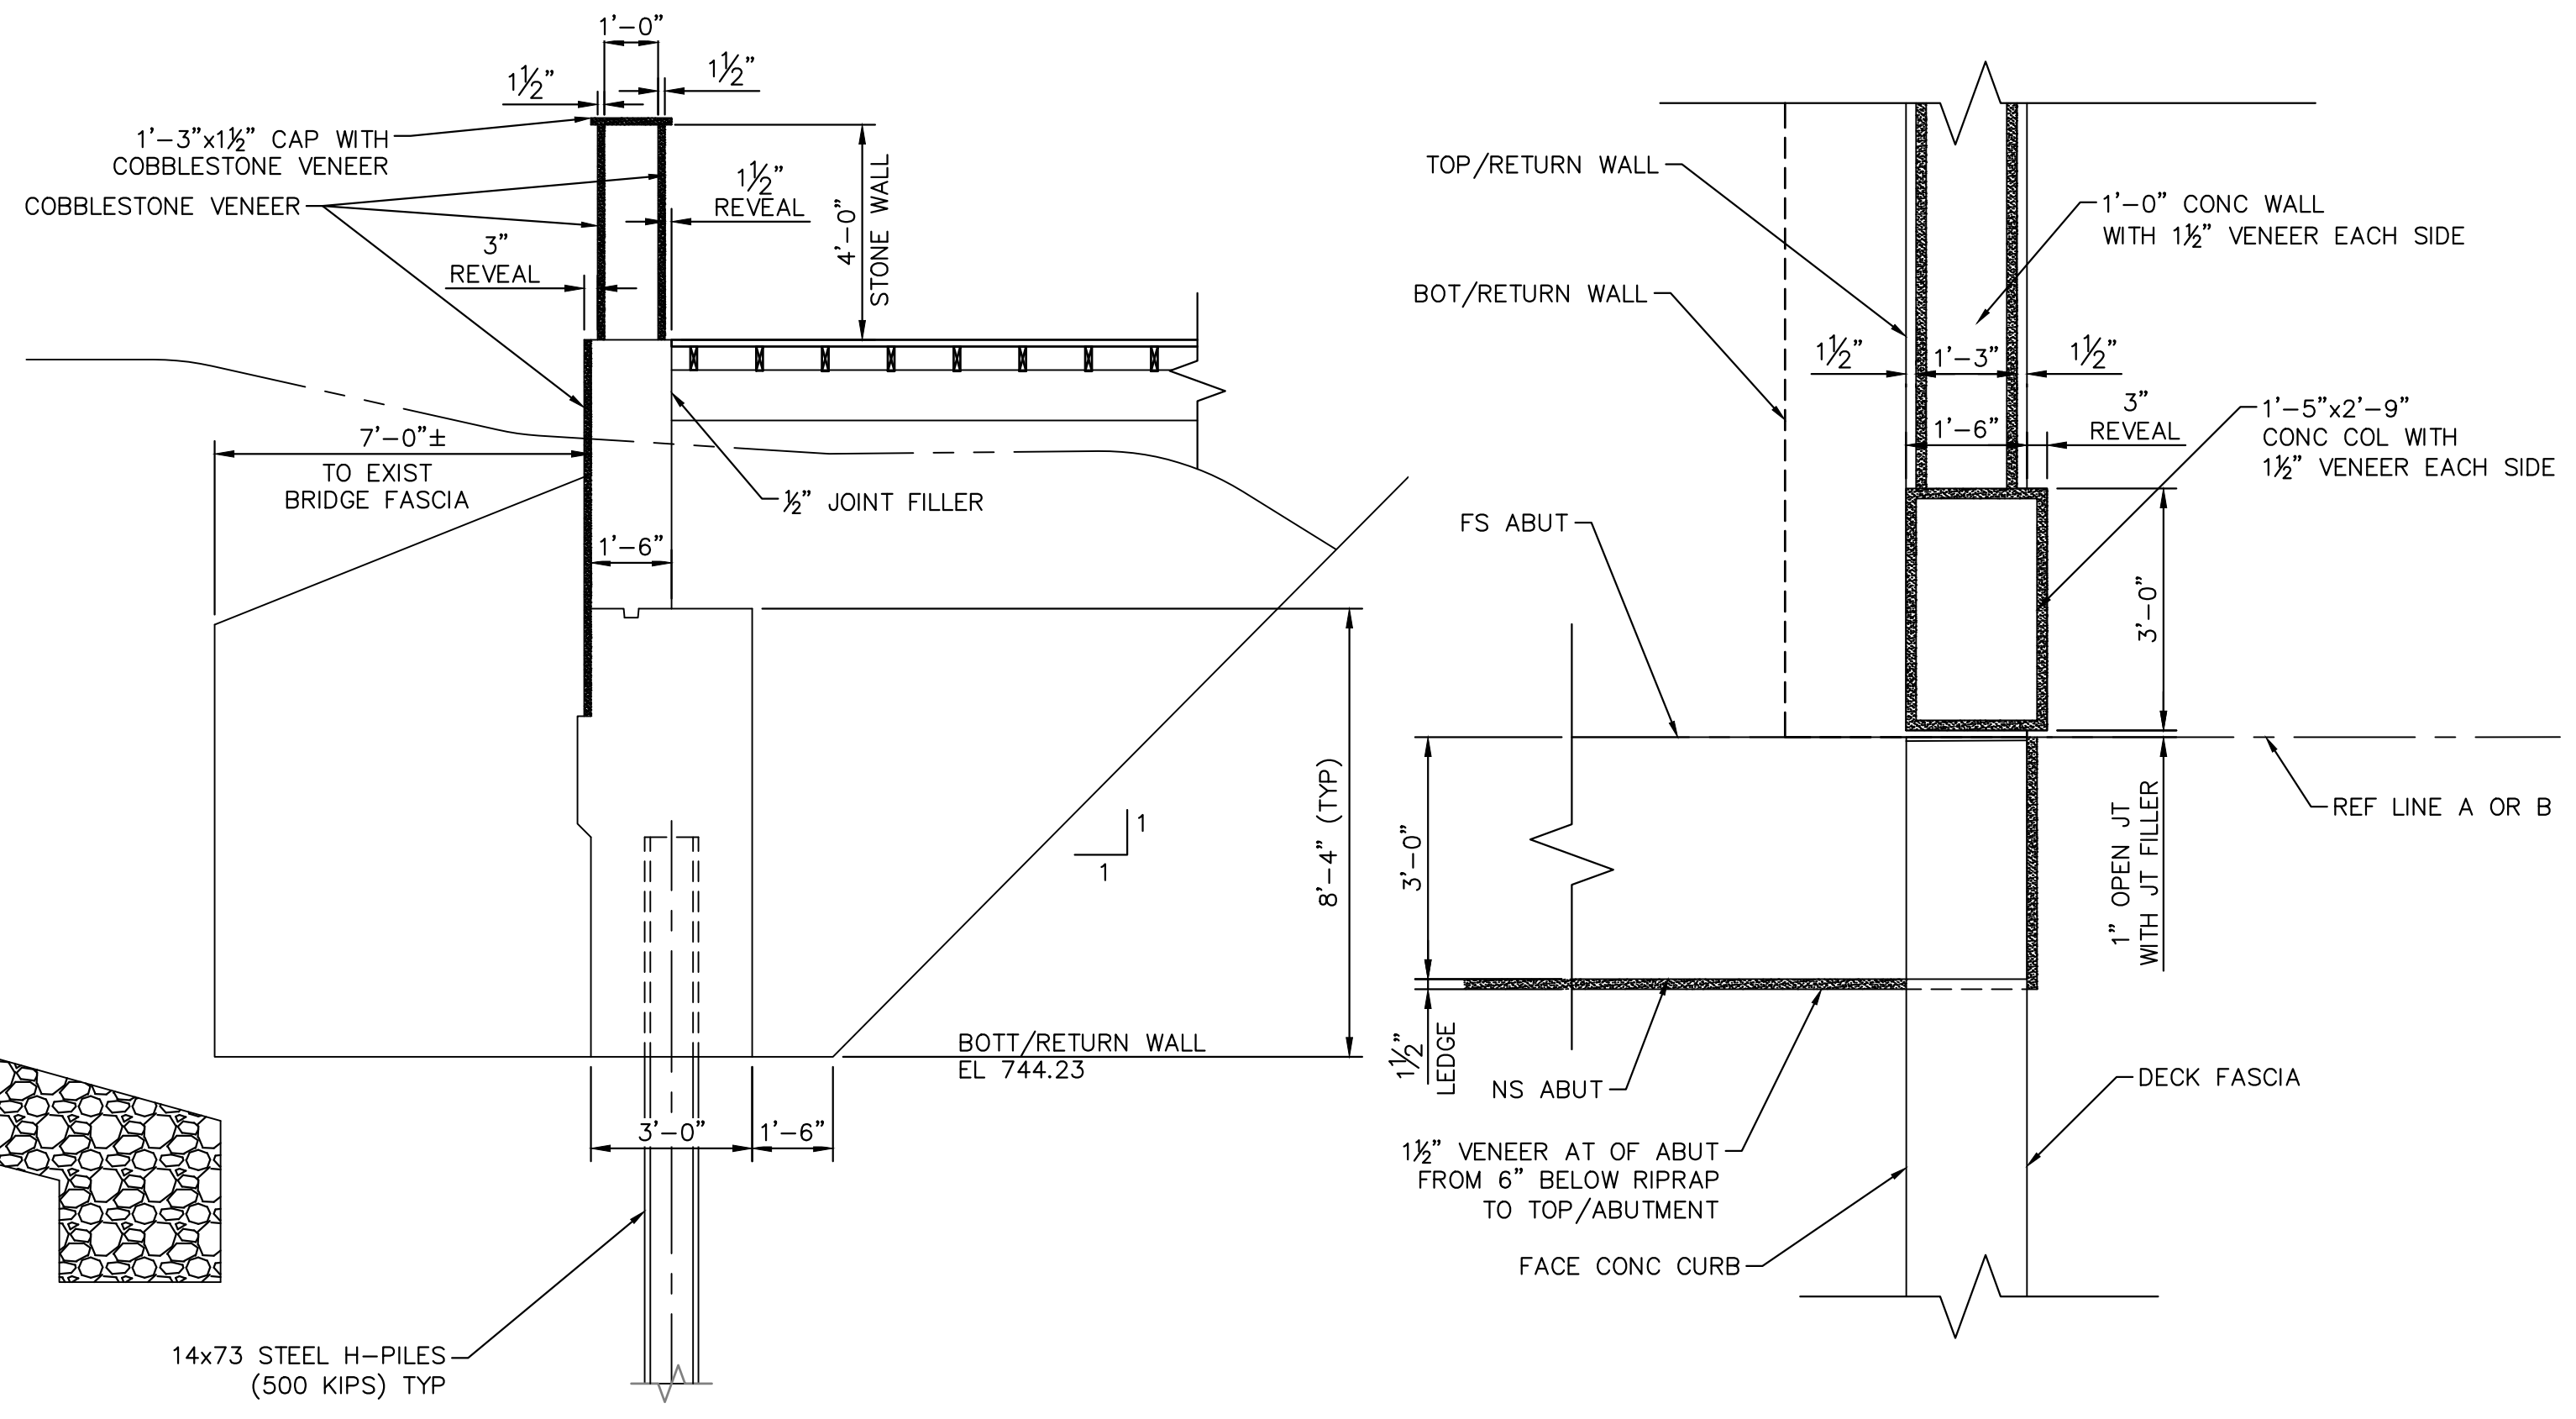 1'-0"
1½"
1½"
1'-3"x1½" CAP WITH
COBBLESTONE VENEER
COBBLESTONE VENEER
1½"
REVEAL
3"
REVEAL
4'-0"
STONE WALL
7'-0"±
TO EXIST
BRIDGE FASCIA
½" JOINT FILLER
1'-6"
8'-4" (TYP)
1
1
BOTT/RETURN WALL
EL 744.23
3'-0"
1'-6"
14x73 STEEL H-PILES
(500 KIPS) TYP
TOP/RETURN WALL
BOT/RETURN WALL
1'-0" CONC WALL
WITH 1½" VENEER EACH SIDE
1½"
1'-3"
1½"
1'-6"
3"
REVEAL
1'-5"x2'-9"
CONC COL WITH
1½" VENEER EACH SIDE
FS ABUT
3'-0"
REF LINE A OR B
3'-0"
1" OPEN JT
WITH JT FILLER
1½"
LEDGE
NS ABUT
DECK FASCIA
1½" VENEER AT OF ABUT
FROM 6" BELOW RIPRAP
TO TOP/ABUTMENT
FACE CONC CURB